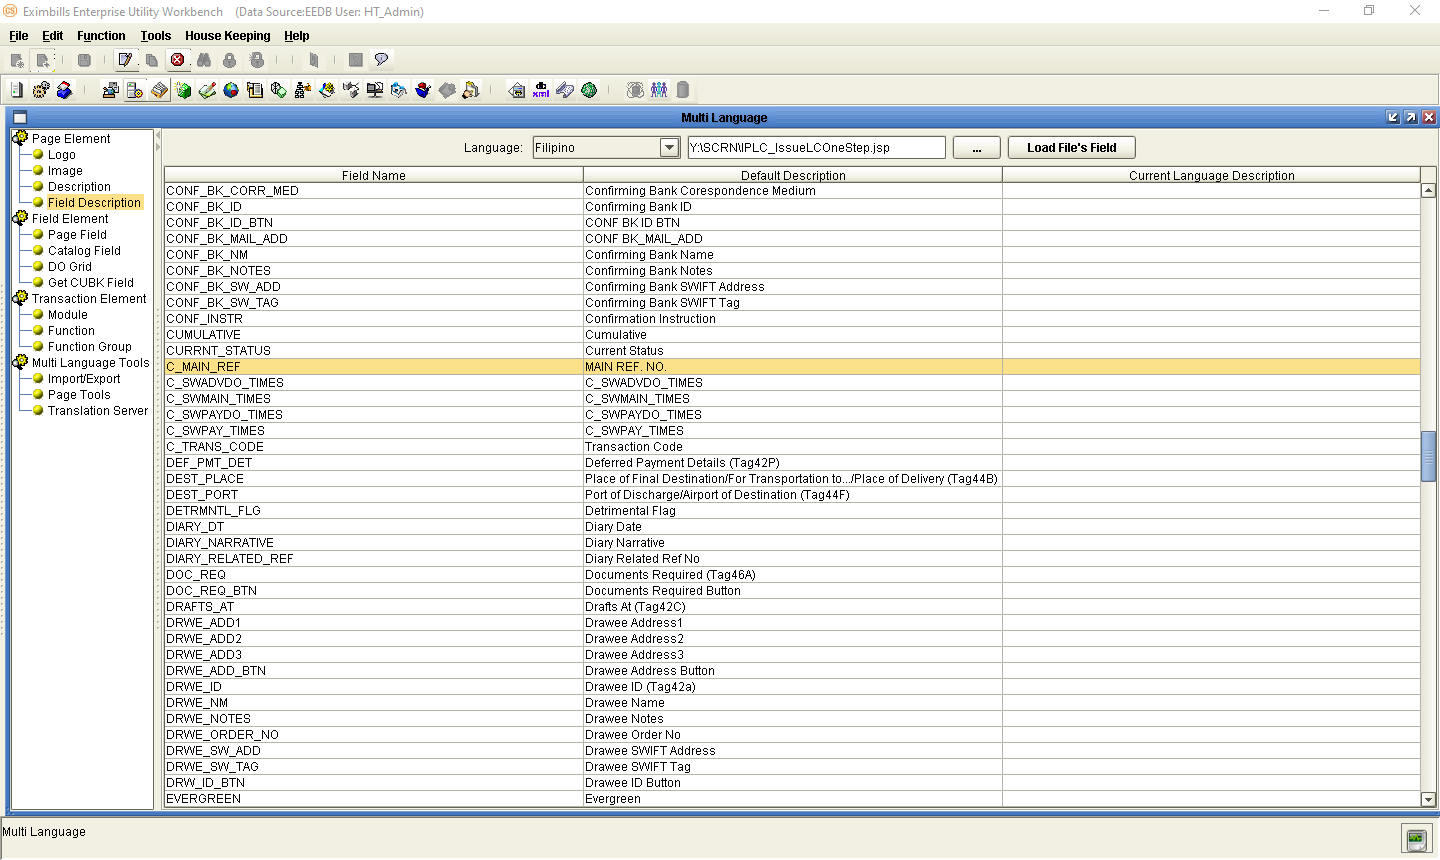 Eximbills Enterprise Utility Workbench (Data Source:EEDB User: HT_Admin)
File Edit Function Tools House Keeping Help
db xml
Multi Language
Page Element
Logo
Image
Description
Field Description
Field Element
Page Field
Catalog Field
DO Grid
Get CUBK Field
Transaction Element
Module
Function
Function Group
Multi Language Tools
Import/Export
Page Tools
Translation Server
Language: Filipino Y:\SCRN\IPLC_IssueLCOneStep.jsp ... Load File's Field
Field Name Default Description Current Language Description
CONF_BK_CORR_MED Confirming Bank Corespondence Medium
CONF_BK_ID Confirming Bank ID
CONF_BK_ID_BTN CONF BK ID BTN
CONF_BK_MAIL_ADD CONF BK_MAIL_ADD
CONF_BK_NM Confirming Bank Name
CONF_BK_NOTES Confirming Bank Notes
CONF_BK_SW_ADD Confirming Bank SWIFT Address
CONF_BK_SW_TAG Confirming Bank SWIFT Tag
CONF_INSTR Confirmation Instruction
CUMULATIVE Cumulative
CURRNT_STATUS Current Status
C_MAIN_REF MAIN REF. NO.
C_SWADVDO_TIMES C_SWADVDO_TIMES
C_SWMAIN_TIMES C_SWMAIN_TIMES
C_SWPAYDO_TIMES C_SWPAYDO_TIMES
C_SWPAY_TIMES C_SWPAY_TIMES
C_TRANS_CODE Transaction Code
DEF_PMT_DET Deferred Payment Details (Tag42P)
DEST_PLACE Place of Final Destination/For Transportation to.../Place of Delivery (Tag44B)
DEST_PORT Port of Discharge/Airport of Destination (Tag44F)
DETRMNTL_FLG Detrimental Flag
DIARY_DT Diary Date
DIARY_NARRATIVE Diary Narrative
DIARY_RELATED_REF Diary Related Ref No
DOC_REQ Documents Required (Tag46A)
DOC_REQ_BTN Documents Required Button
DRAFTS_AT Drafts At (Tag42C)
DRWE_ADD1 Drawee Address1
DRWE_ADD2 Drawee Address2
DRWE_ADD3 Drawee Address3
DRWE_ADD_BTN Drawee Address Button
DRWE_ID Drawee ID (Tag42a)
DRWE_NM Drawee Name
DRWE_NOTES Drawee Notes
DRWE_ORDER_NO Drawee Order No
DRWE_SW_ADD Drawee SWIFT Address
DRWE_SW_TAG Drawee SWIFT Tag
DRW_ID_BTN Drawee ID Button
EVERGREEN Evergreen
Multi Language